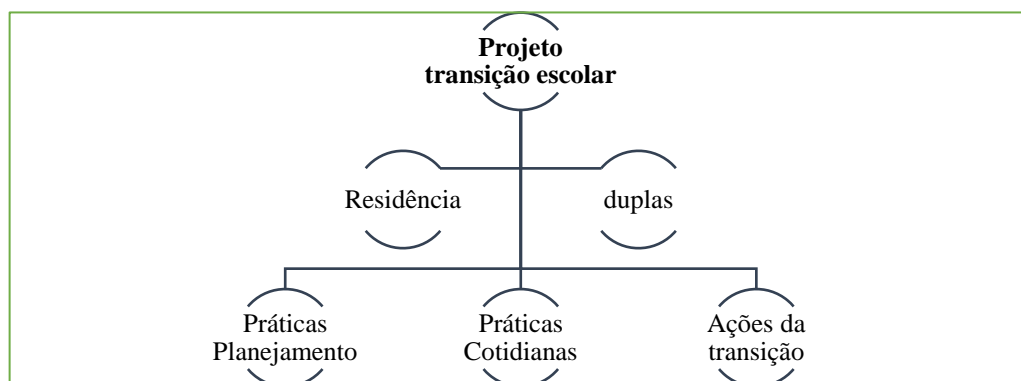 Projeto
transição escolar
Residência
duplas
Práticas
Planejamento
Práticas
Cotidianas
Ações da
transição